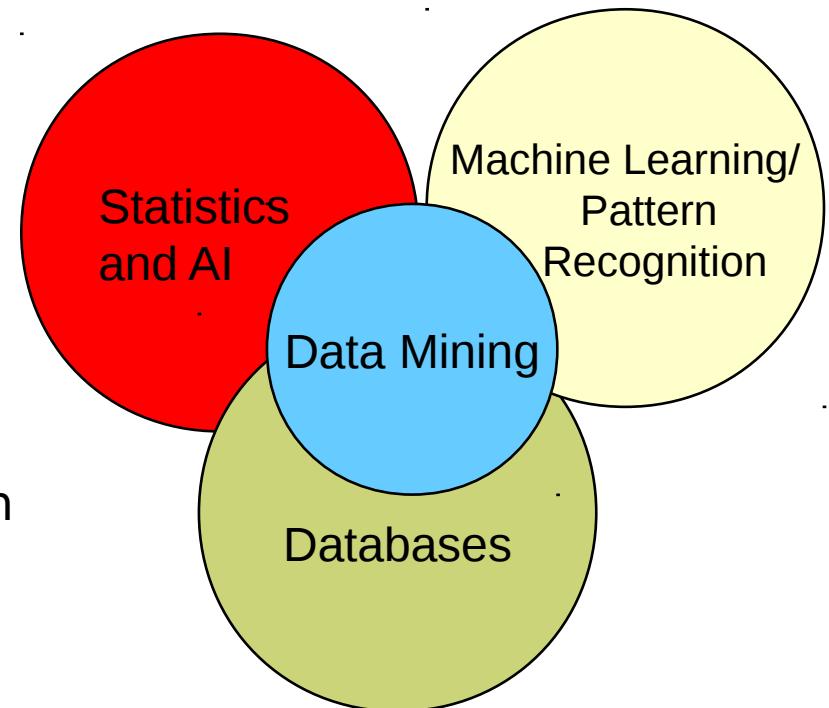 Machine Learning/
Pattern
Recognition
Statistics
and AI
Data Mining
n
Databases